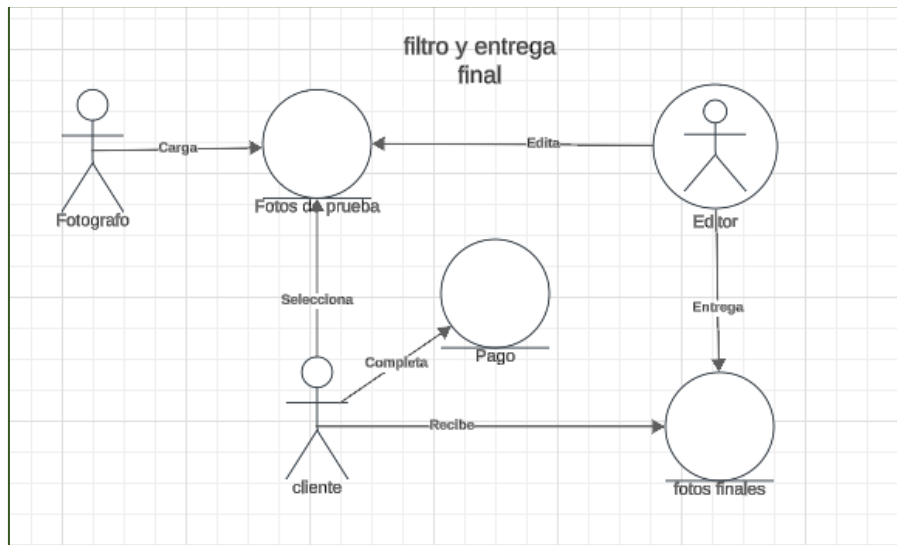 filtro y entrega
final
Carga
Edita
Fotografo
Fotos de prueba
Editor
Selecciona
Entrega
Completa
Pago
Recibe
cliente
fotos finales